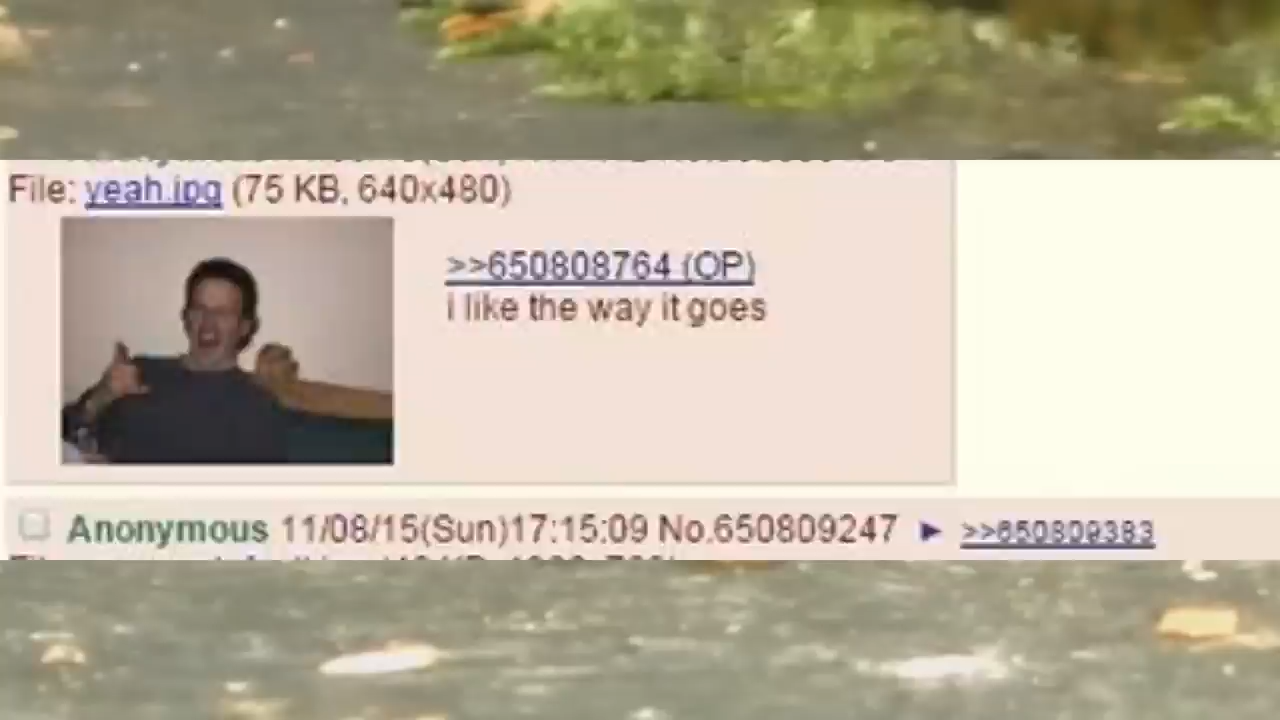 File: yeah.jpg (75 KB, 640x480)
>>650808764 (OP)
i like the way it goes
Anonymous 11/08/15(Sun)17:15:09 No.650809247 ► >>650809383